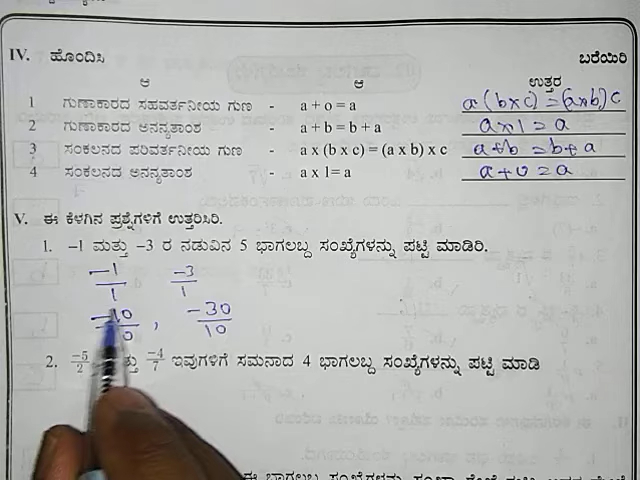 IV. ಹೊಂದಿಸಿ ಬರೆಯಿರಿ
ಆ ಆ ಉತ್ತರ
1 ಗುಣಾಕಾರದ ಸಹವರ್ತನೀಯ ಗುಣ - a + o = a a(b×c)=(a×b)c
2 ಗುಣಾಕಾರದ ಅನನ್ಯತಾಂಶ - a + b = b + a a×1=a
3 ಸಂಕಲನದ ಪರಿವರ್ತನೀಯ ಗುಣ - a x (b x c) = (a x b) x c a+b=b+a
4 ಸಂಕಲನದ ಅನನ್ಯತಾಂಶ - a x 1= a a+0=a
V. ಈ ಕೆಳಗಿನ ಪ್ರಶ್ನೆಗಳಿಗೆ ಉತ್ತರಿಸಿರಿ.
1. –1 ಮತ್ತು –3 ರ ನಡುವಿನ 5 ಭಾಗಲಬ್ಧ ಸಂಖ್ಯೆಗಳನ್ನು ಪಟ್ಟಿ ಮಾಡಿರಿ.
-1/1 -3/1
-10/10 , -30/10
2. -5/2 -4/7 ಇವುಗಳಿಗೆ ಸಮನಾದ 4 ಭಾಗಲಬ್ಧ ಸಂಖ್ಯೆಗಳನ್ನು ಪಟ್ಟಿ ಮಾಡಿ